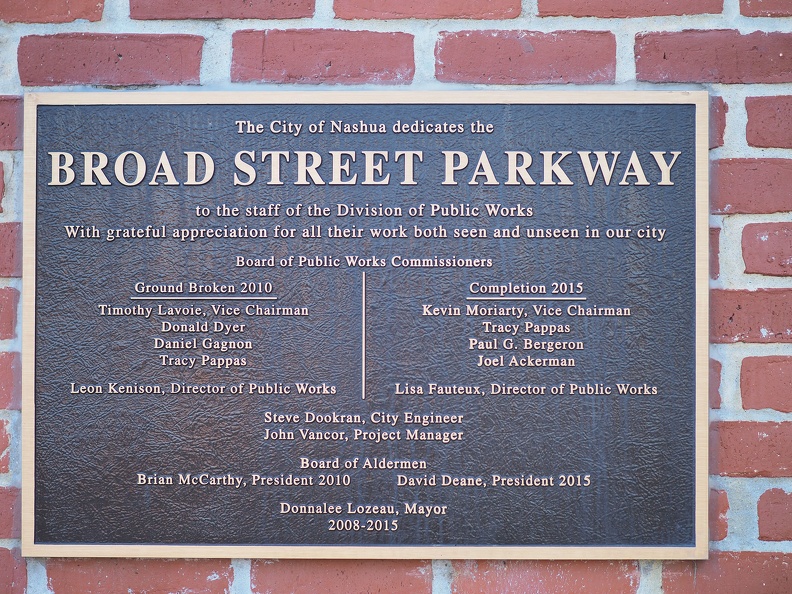 The City of Nashua dedicates the
BROAD STREET PARKWAY
to the staff of the Division of Public Works
With grateful appreciation for all their work both seen and unseen in our city
Board of Public Works Commissioners
Ground Broken 2010
Timothy Lavoie, Vice Chairman
Donald Dyer
Daniel Gagnon
Tracy Pappas
Leon Kenison, Director of Public Works
Completion 2015
Kevin Moriarty, Vice Chairman
Tracy Pappas
Paul G. Bergeron
Joel Ackerman
Lisa Fauteux, Director of Public Works
Steve Dookran, City Engineer
John Vancor, Project Manager
Board of Aldermen
Brian McCarthy, President 2010 David Deane, President 2015
Donnalee Lozeau, Mayor
2008-2015